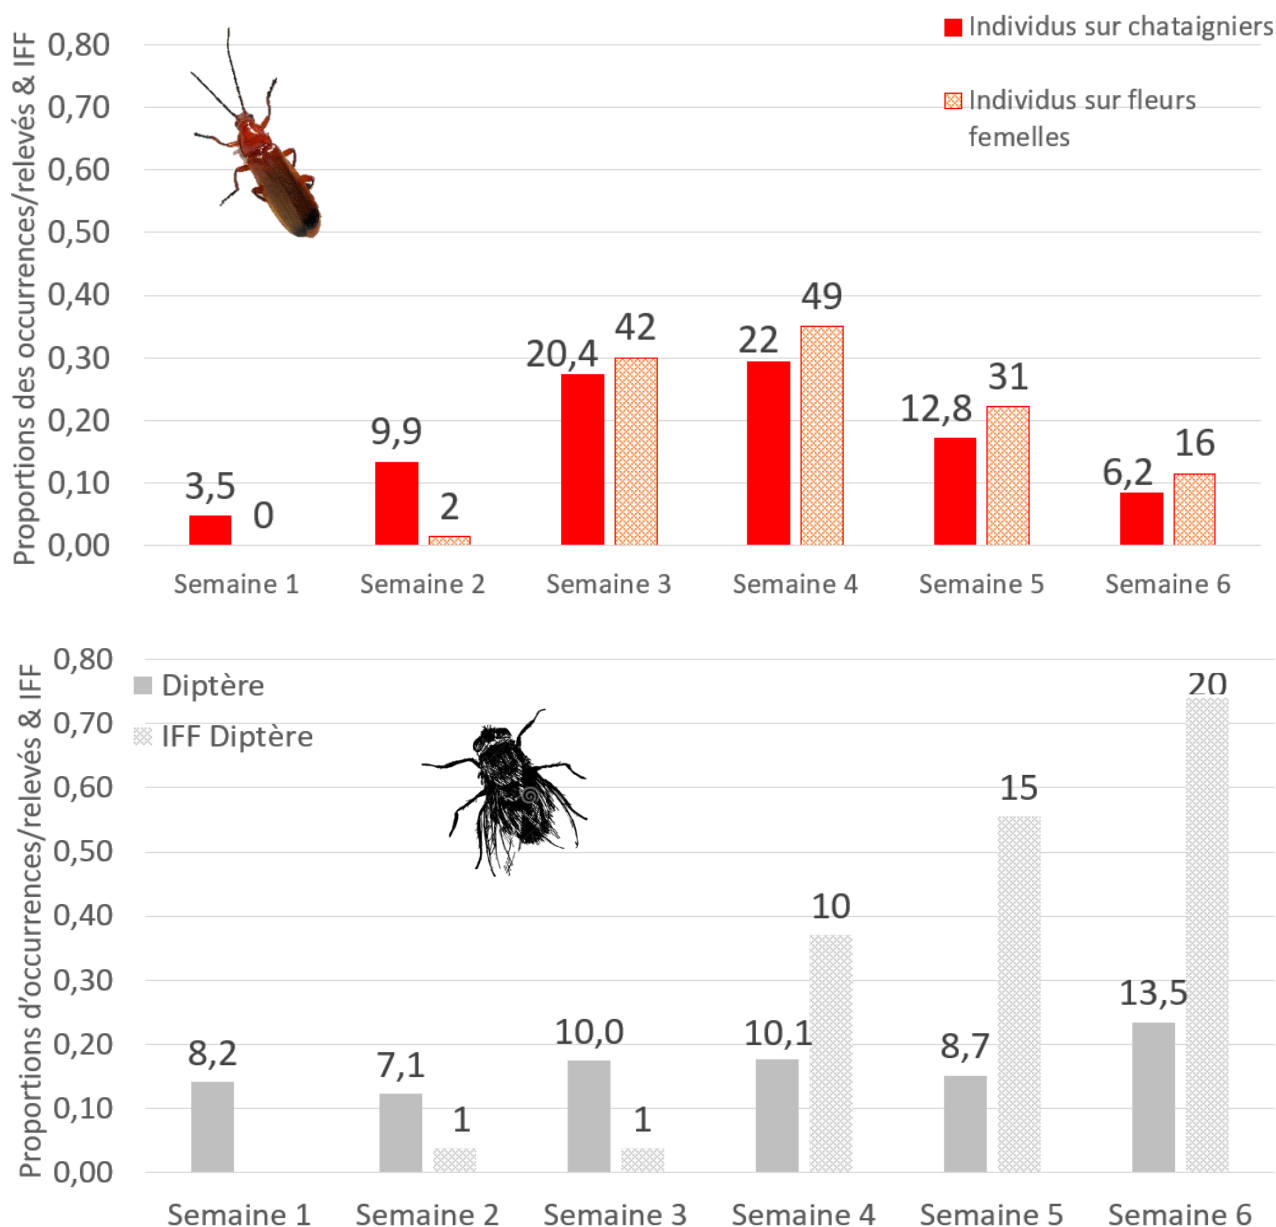 Individus sur chataigniers
Individus sur fleurs
femelles
Proportions des occurrences/relevés & IFF
0,80
0,70
0,60
0,50
0,40
0,30
0,20
0,10
0,00
3,5
0
9,9
2
20,4
42
22
49
12,8
31
6,2
16
Semaine 1
Semaine 2
Semaine 3
Semaine 4
Semaine 5
Semaine 6
Proportions d'occurrences/relevés & IFF
0,80
0,70
0,60
0,50
0,40
0,30
0,20
0,10
0,00
Diptère
IFF Diptère
8,2
7,1
1
10,0
1
10,1
10
8,7
15
13,5
20
Semaine 1
Semaine 2
Semaine 3
Semaine 4
Semaine 5
Semaine 6